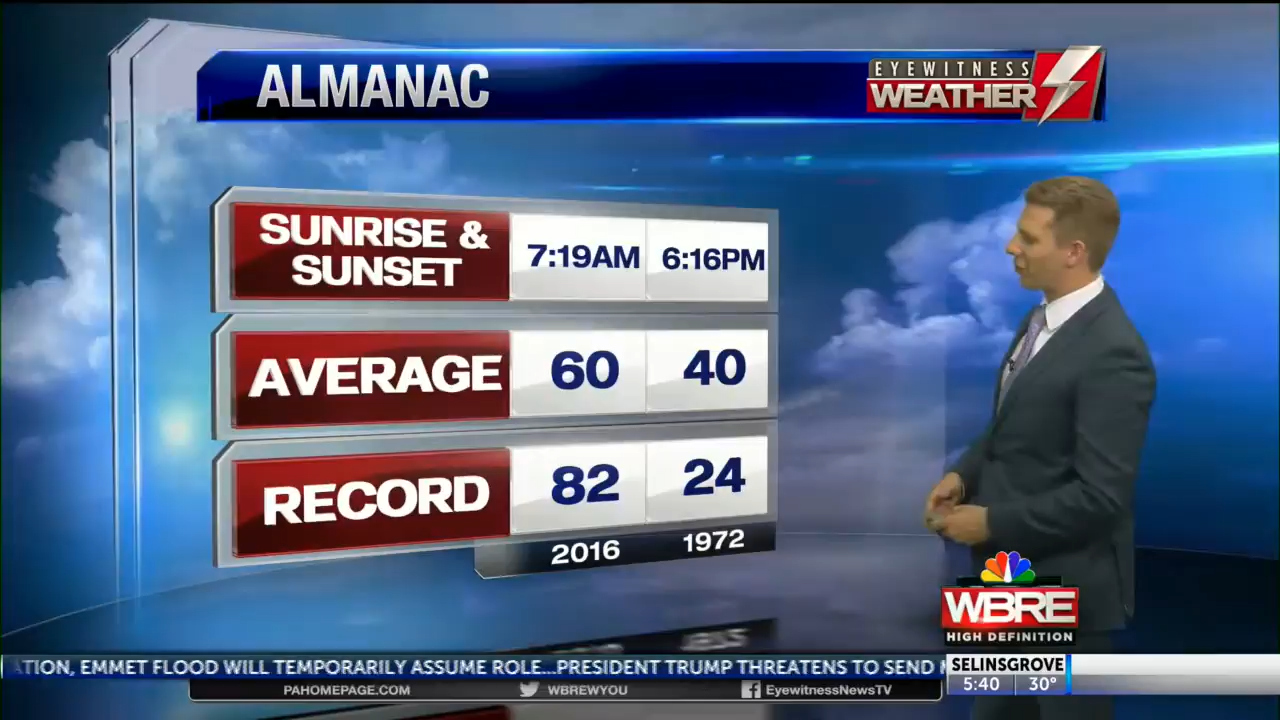 ALMANAC
EYEWITNESS
WEATHER
SUNRISE &
SUNSET
7:19AM 6:16PM
AVERAGE 60 40
RECORD 82 24
2016 1972
WBRE
HIGH DEFINITION
ATION, EMMET FLOOD WILL TEMPORARILY ASSUME ROLE...PRESIDENT TRUMP THREATENS TO SEND
SELINSGROVE
5:40 30°
PAHOMEPAGE.COM WBREWYOU EYEWITNESSNEWSTV